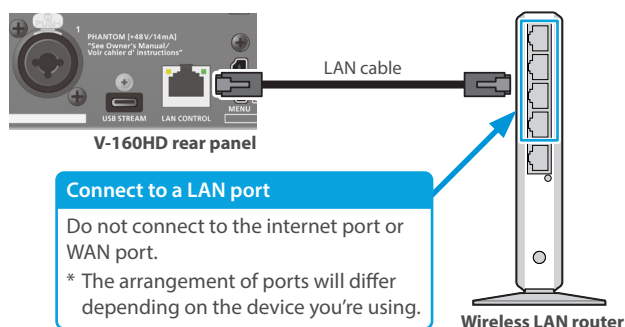 PUSH
1
PHANTOM [+48V/14mA]
"See Owner's Manual/
Voir cahier d' instructions"
LAN cable
USB STREAM
LAN CONTROL
MENU
V-160HD rear panel
Connect to a LAN port
Do not connect to the internet port or
WAN port.
* The arrangement of ports will differ
depending on the device you're using.
Wireless LAN router